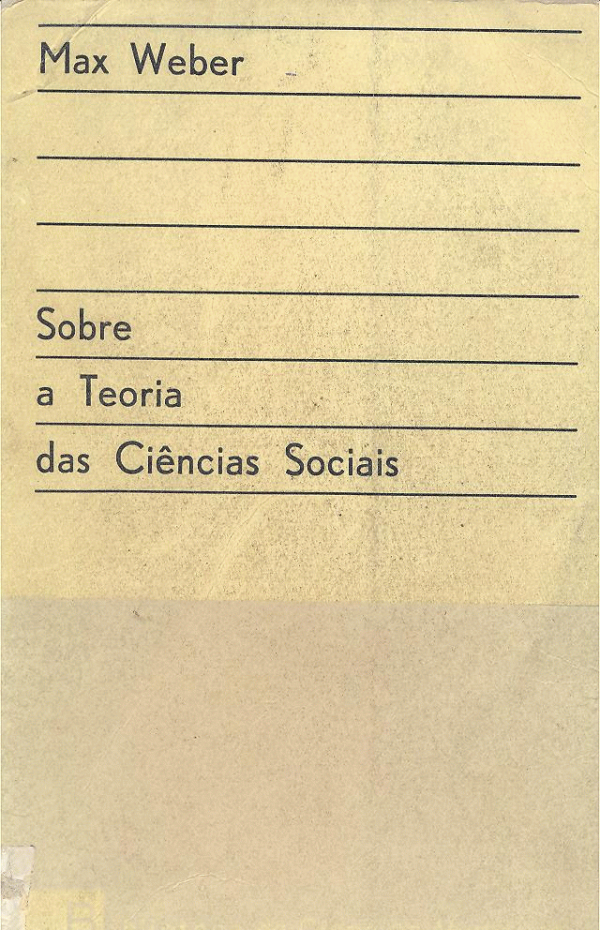 Max Weber
Sobre
a Teoria
das Ciências Sociais